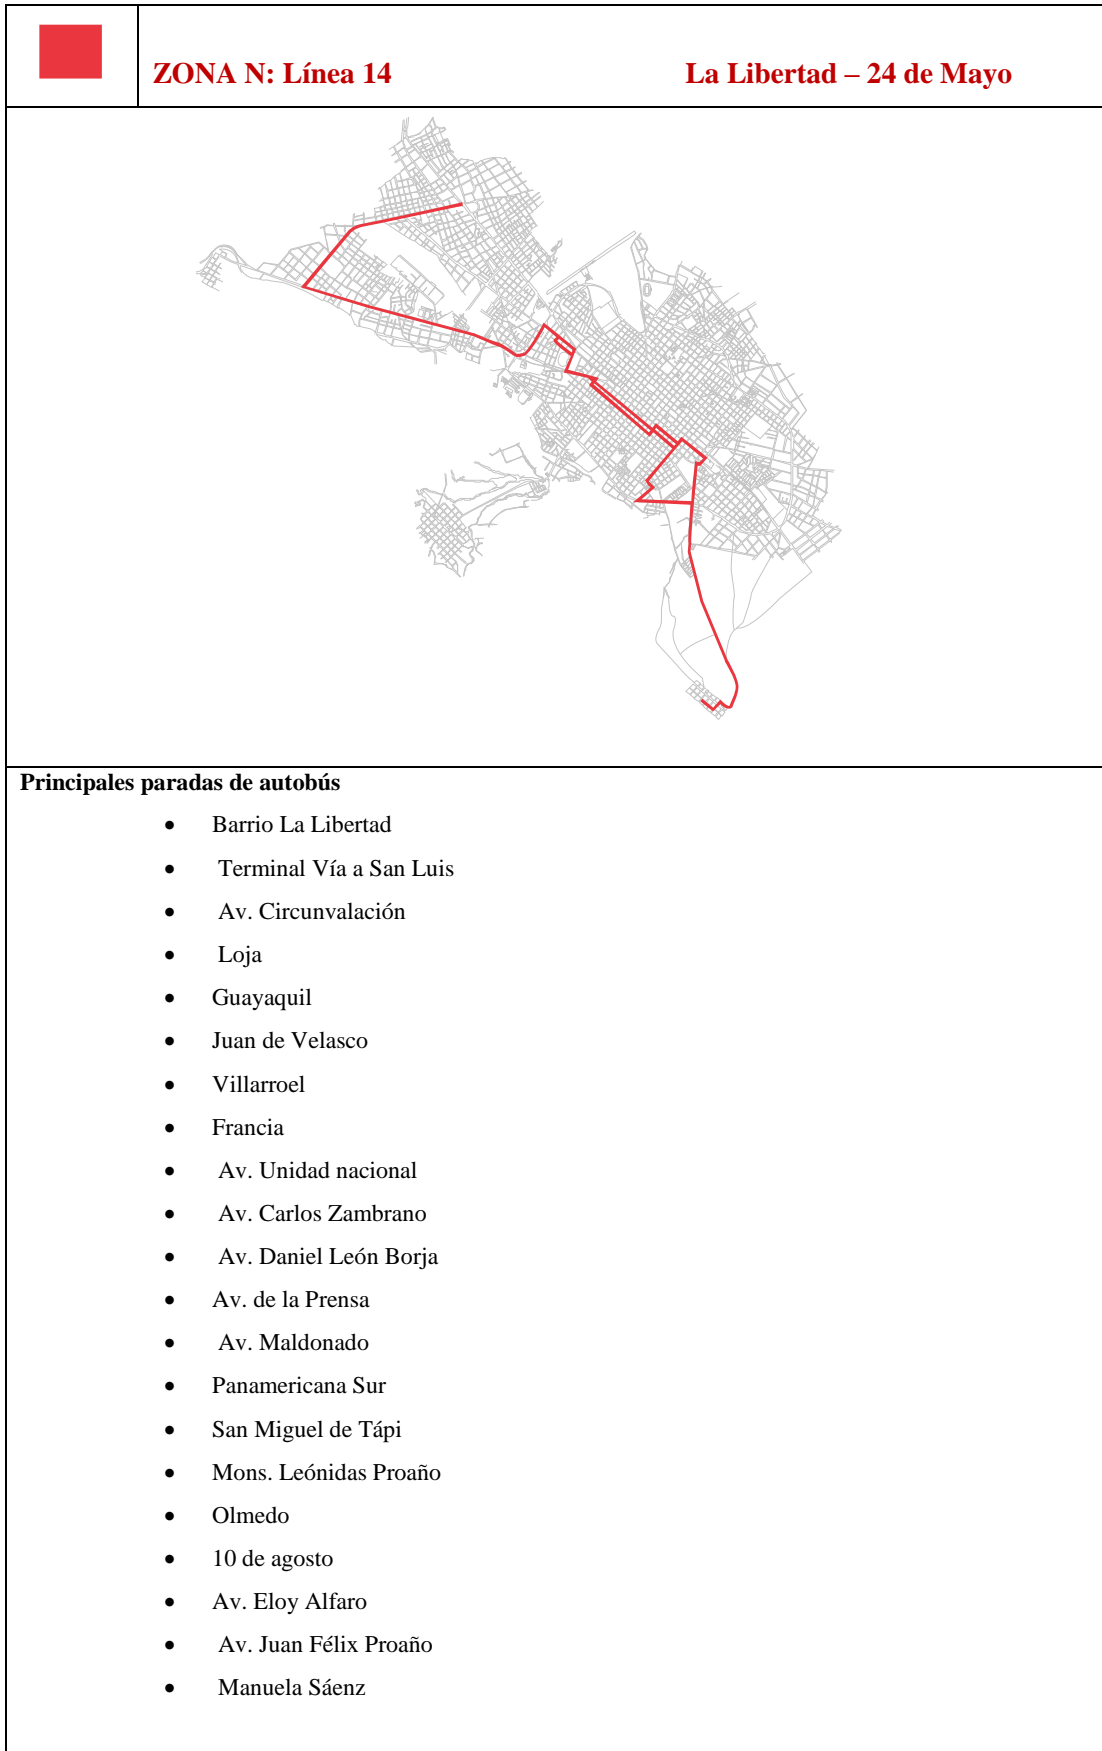 ZONA N: Línea 14 La Libertad – 24 de Mayo
Principales paradas de autobús
• Barrio La Libertad
• Terminal Vía a San Luis
• Av. Circunvalación
• Loja
• Guayaquil
• Juan de Velasco
• Villarroel
• Francia
• Av. Unidad nacional
• Av. Carlos Zambrano
• Av. Daniel León Borja
• Av. de la Prensa
• Av. Maldonado
• Panamericana Sur
• San Miguel de Tápi
• Mons. Leónidas Proaño
• Olmedo
• 10 de agosto
• Av. Eloy Alfaro
• Av. Juan Félix Proaño
• Manuela Sáenz